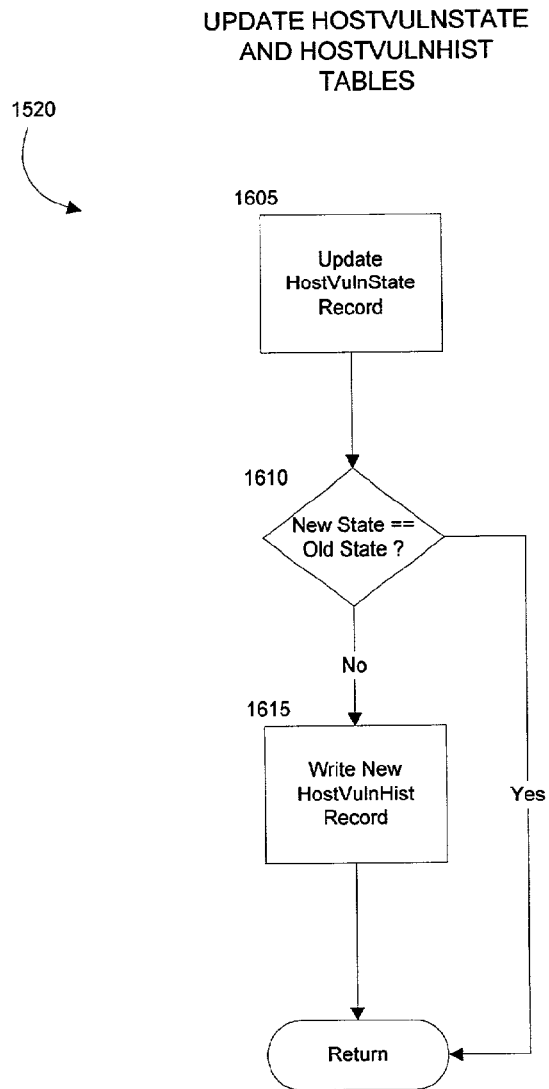 UPDATE HOSTVULNSTATE
AND HOSTVULNHIST
TABLES
1520
1605
Update
HostVulnState
Record
1610
New State ==
Old State ?
No
1615
Write New
HostVulnHist
Record
Yes
Return